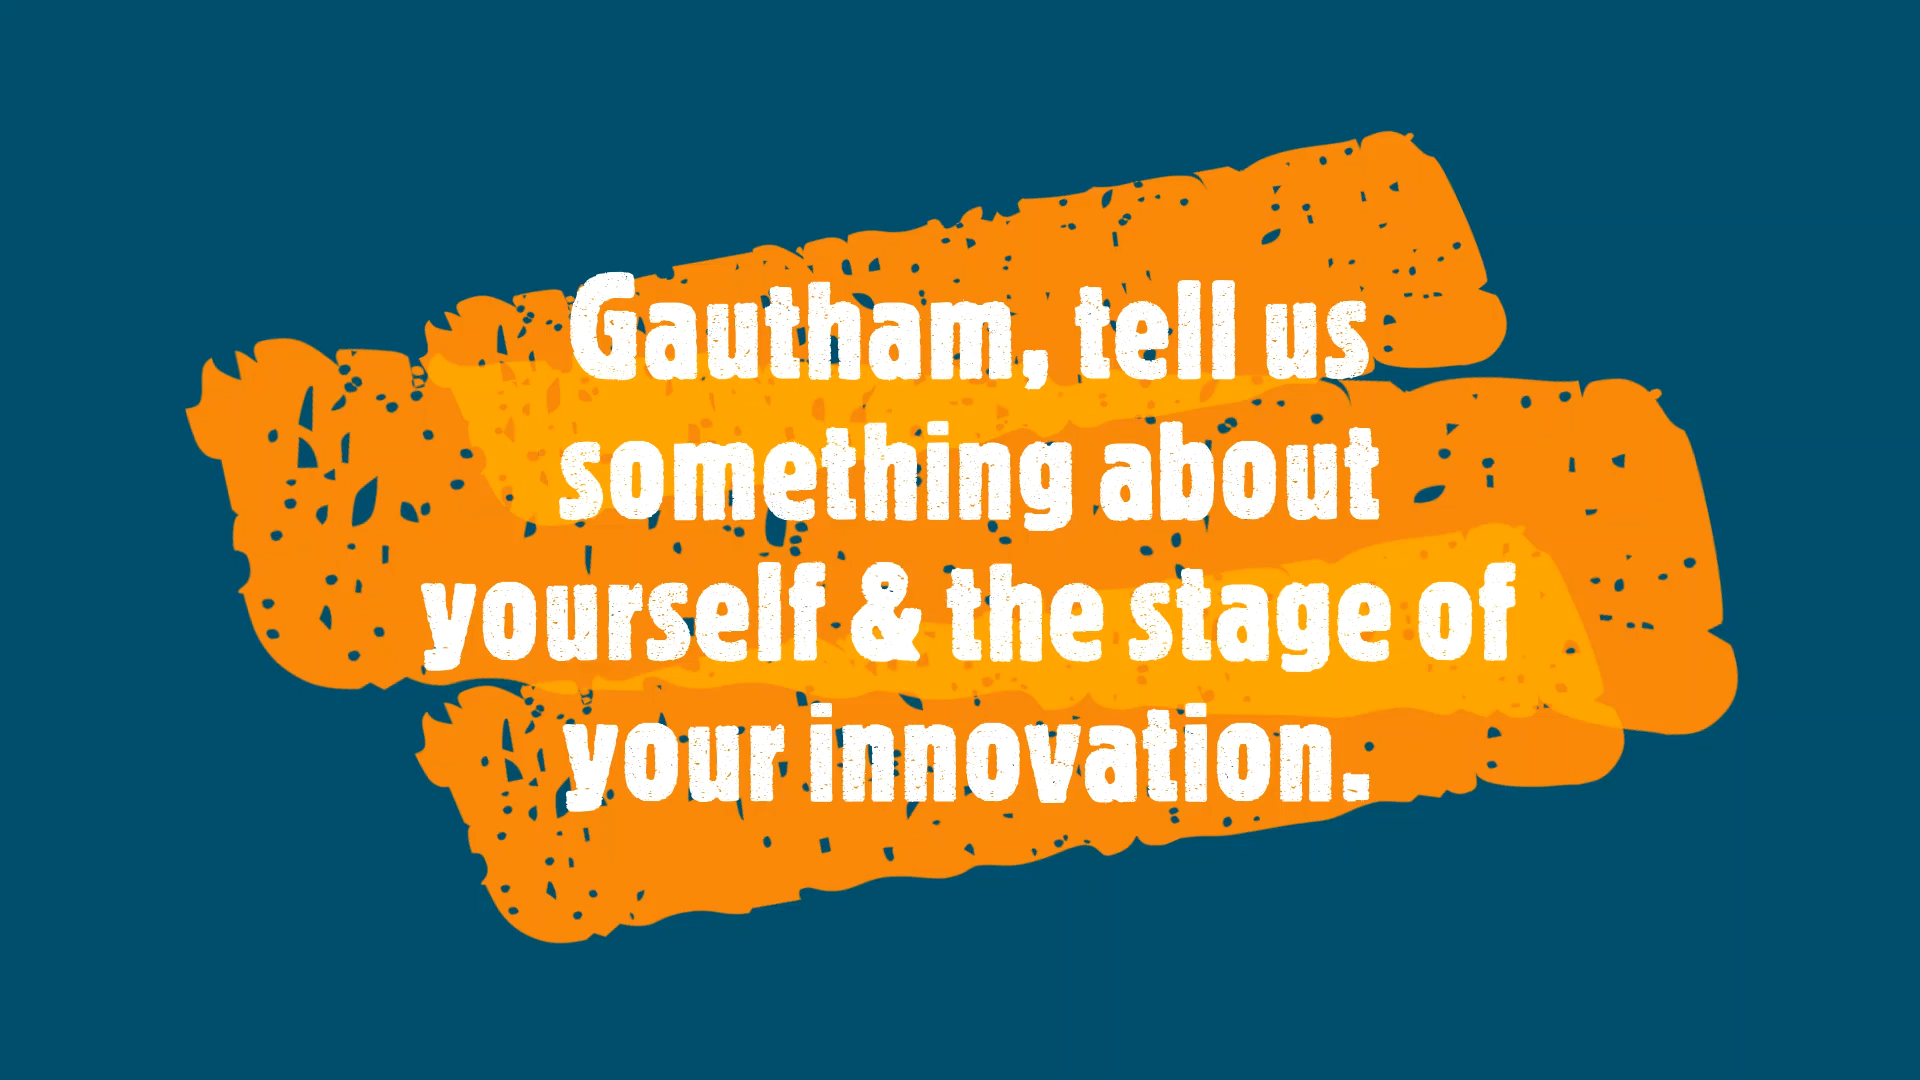 Gautham, tell us
something about
yourself & the stage of
your innovation.